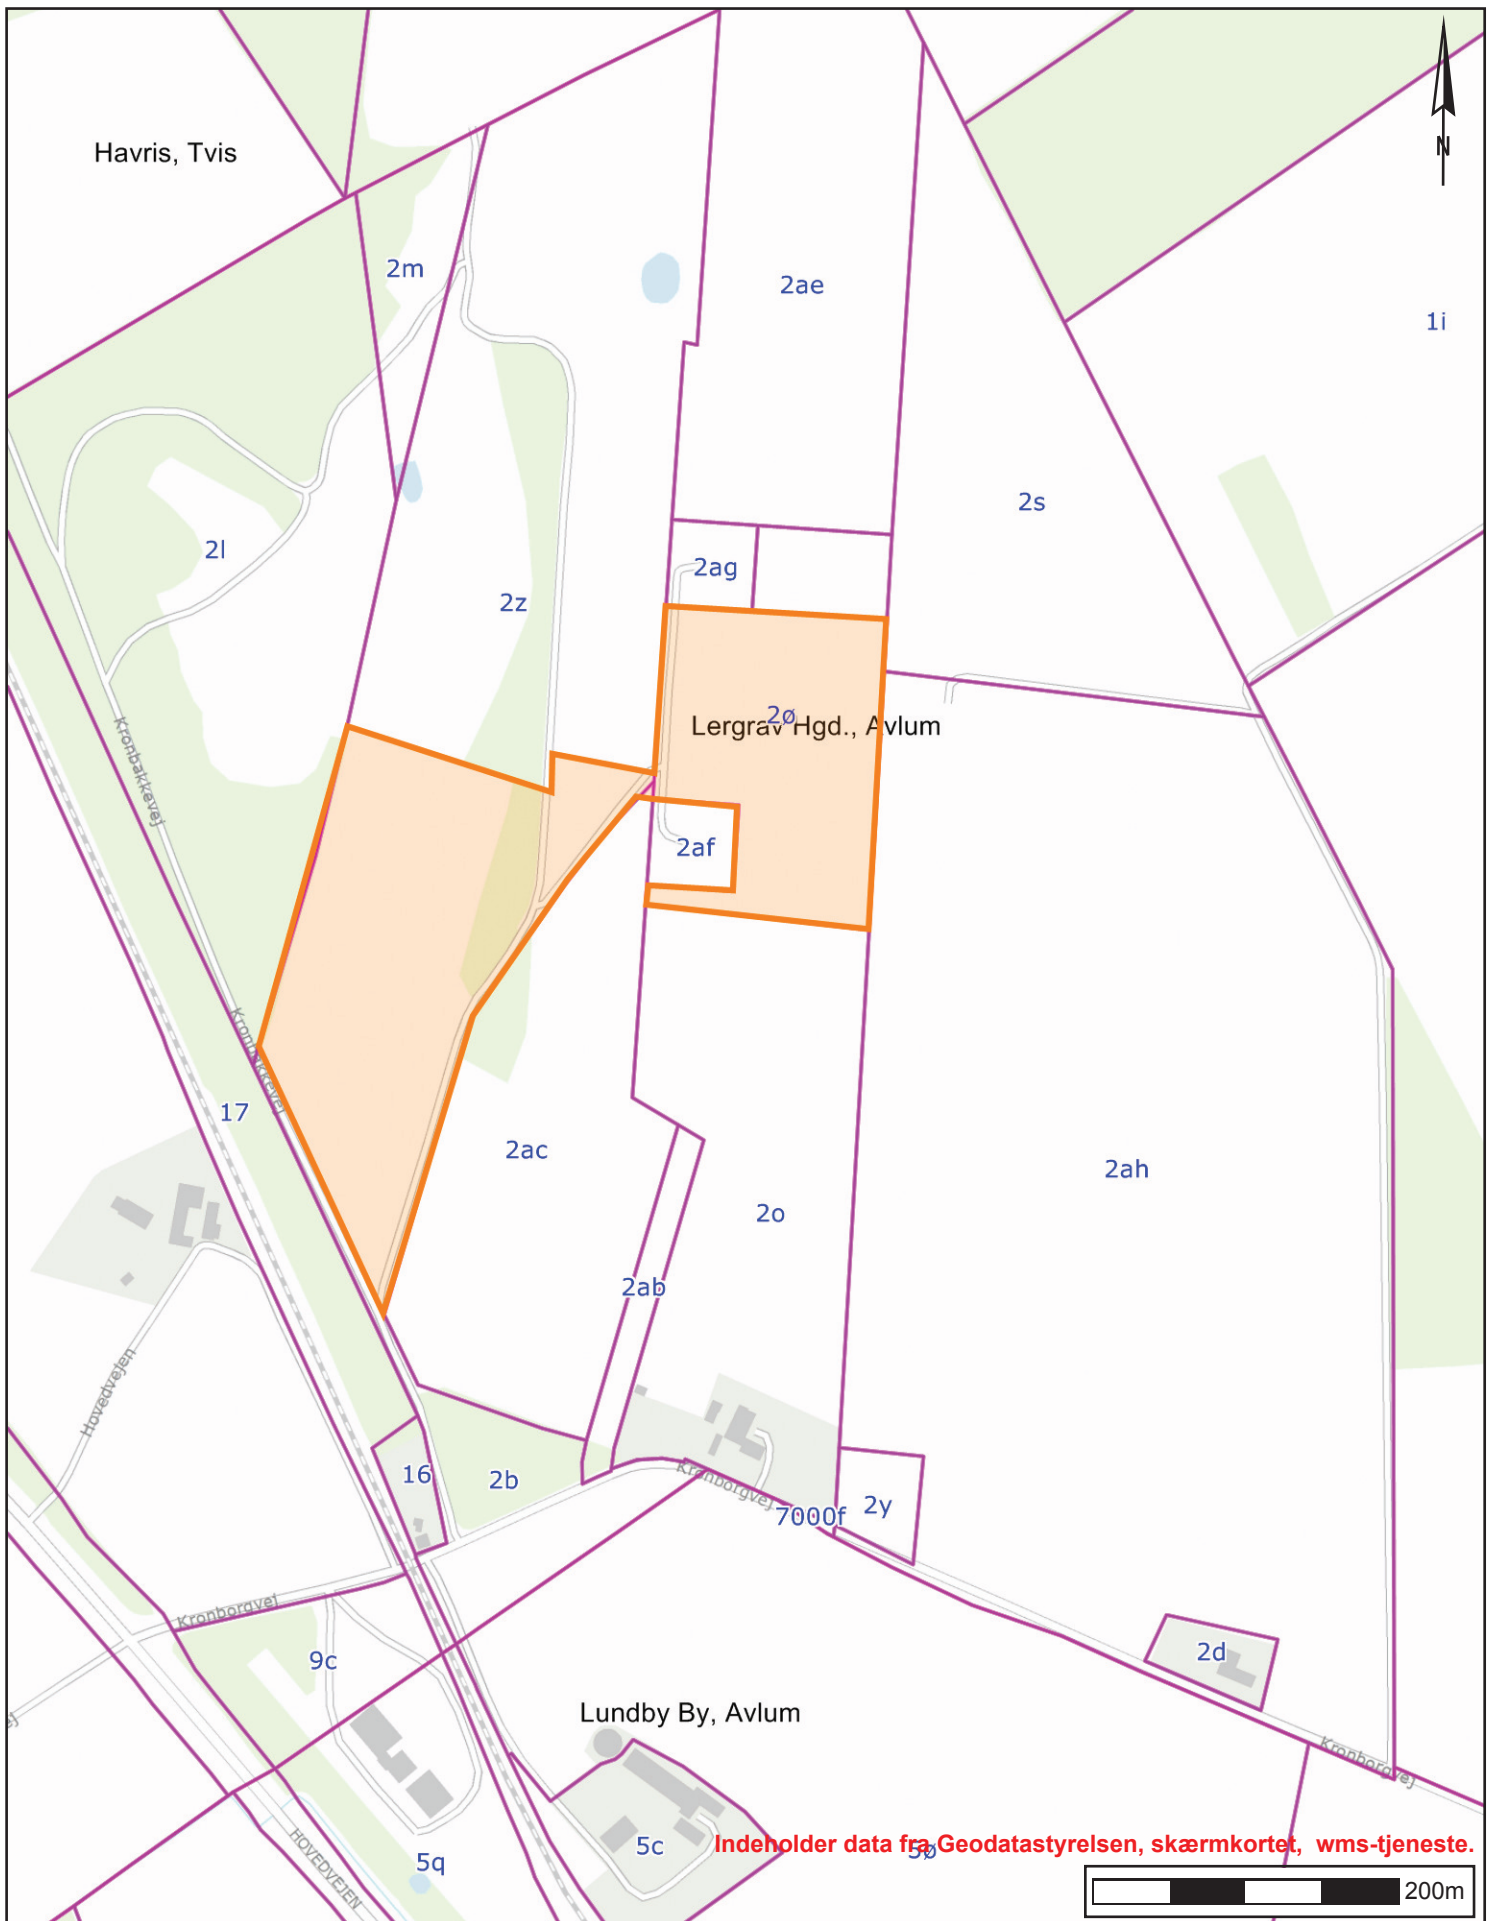 N
Havris, Tvis
2m
2ae
1i
2s
2l
2ag
2z
2ø
Lergrav Hgd., Avlum
Kronbakkevej
2af
Kronbakkevej
17
2ac
2ah
2o
2ab
Hovedvejen
16
2b
Kronborgvej
7000f
2y
Kronborgvej
9c
2d
Lundby By, Avlum
Kronborgvej
5c
5ø
Indeholder data fra Geodatastyrelsen, skærmkortet, wms-tjeneste.
5q
HOVEDVEJEN
200m